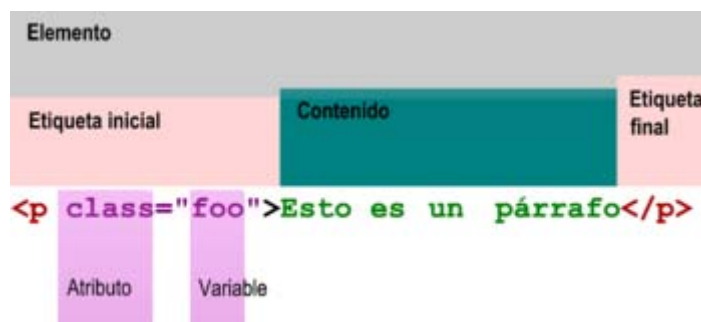 Elemento
Etiqueta inicial
Contenido
Etiqueta
final
<p class="foo">Esto es un párrafo</p>
Atributo
Variable